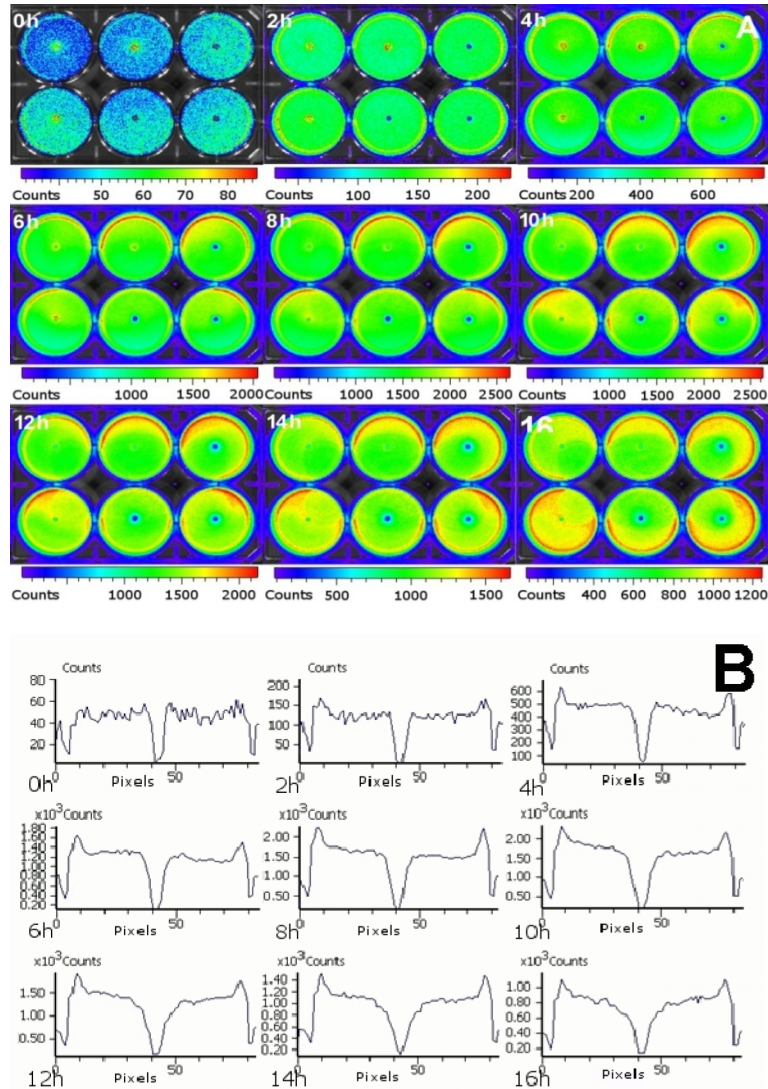 0h 2h 4h A
Counts 50 60 70 80 Counts 100 150 200 Counts 200 400 600
6h 8h 10h
Counts 1000 1500 2000 Counts 1000 1500 2000 2500 Counts 1000 1500 2000 2500
12h 14h 16
Counts 1000 1500 2000 Counts 500 1000 1500 Counts 400 600 800 1000 1200
B
Counts Counts Counts
80 200 600
60 150 500
40 100 400
20 50 300
200
100
0 50 0 50 0 50
0h Pixels 2h Pixels 4h Pixels
x10³Counts x10³Counts x10³Counts
1.80 2.00 2.00
1.60 1.50 1.50
1.40 1.00 1.00
1.20 0.50 0.50
1.00
0.80
0.60
0.40
0.20
0 50 0 50 0 50
6h Pixels 8h Pixels 10h Pixels
x10³Counts x10³Counts x10³Counts
1.50 1.40 1.00
1.00 1.20 0.80
0.50 1.00 0.60
0.80 0.40
0.60 0.20
0.40
0.20
0 50 0 50 0 50
12h Pixels 14h Pixels 16h Pixels